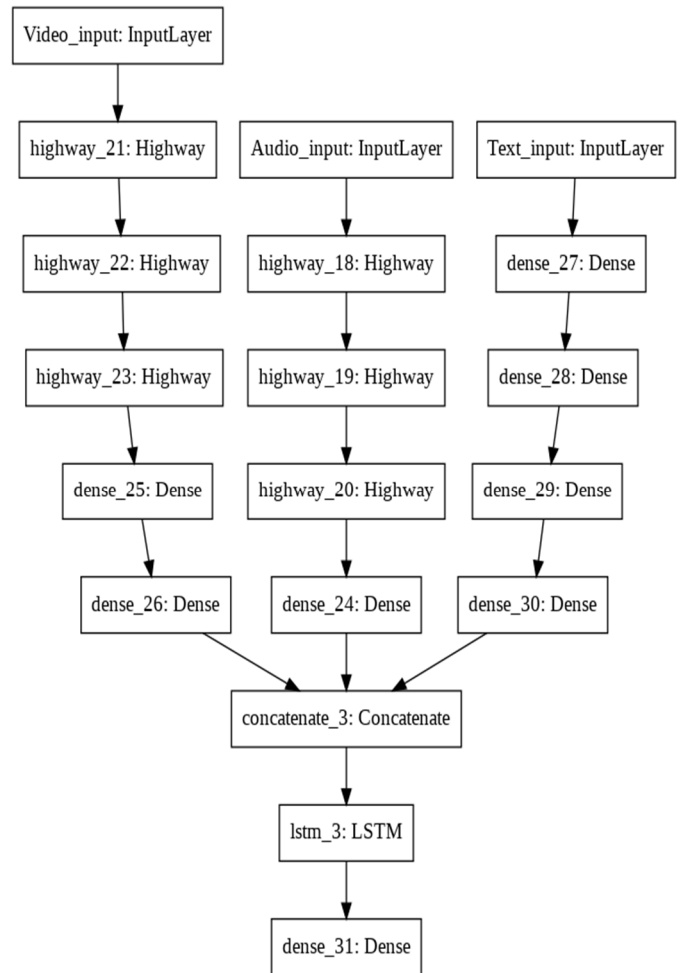 Video_input: InputLayer
highway_21: Highway
Audio_input: InputLayer
Text_input: InputLayer
highway_22: Highway
highway_18: Highway
dense_27: Dense
highway_23: Highway
highway_19: Highway
dense_28: Dense
dense_25: Dense
highway_20: Highway
dense_29: Dense
dense_26: Dense
dense_24: Dense
dense_30: Dense
concatenate_3: Concatenate
lstm_3: LSTM
dense_31: Dense